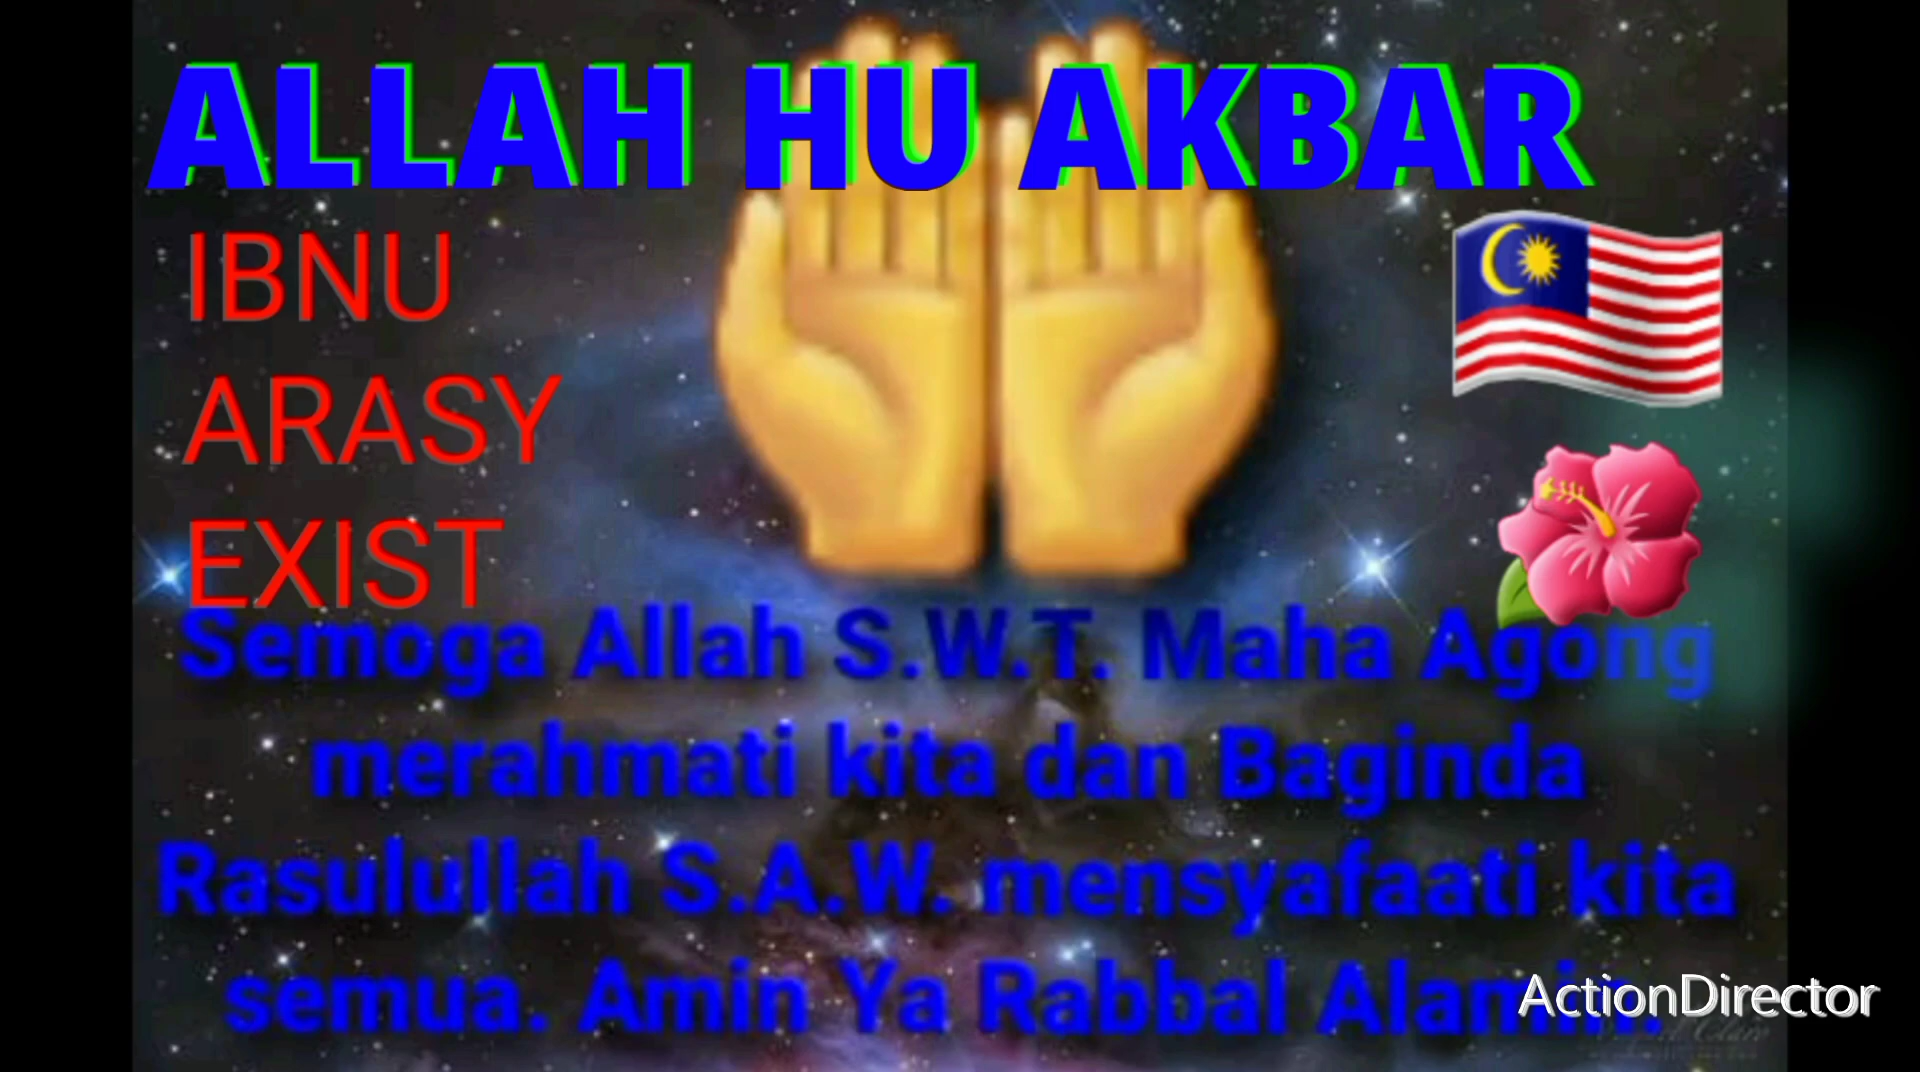 ALLAH HU AKBAR
IBNU
ARASY
EXIST
Semoga Allah S.W.T. Maha Agong
merahmati kita dan Baginda
Rasulullah S.A.W. mensyafaati kita
semua. Amin Ya Rabbal Alamin.
ActionDirector